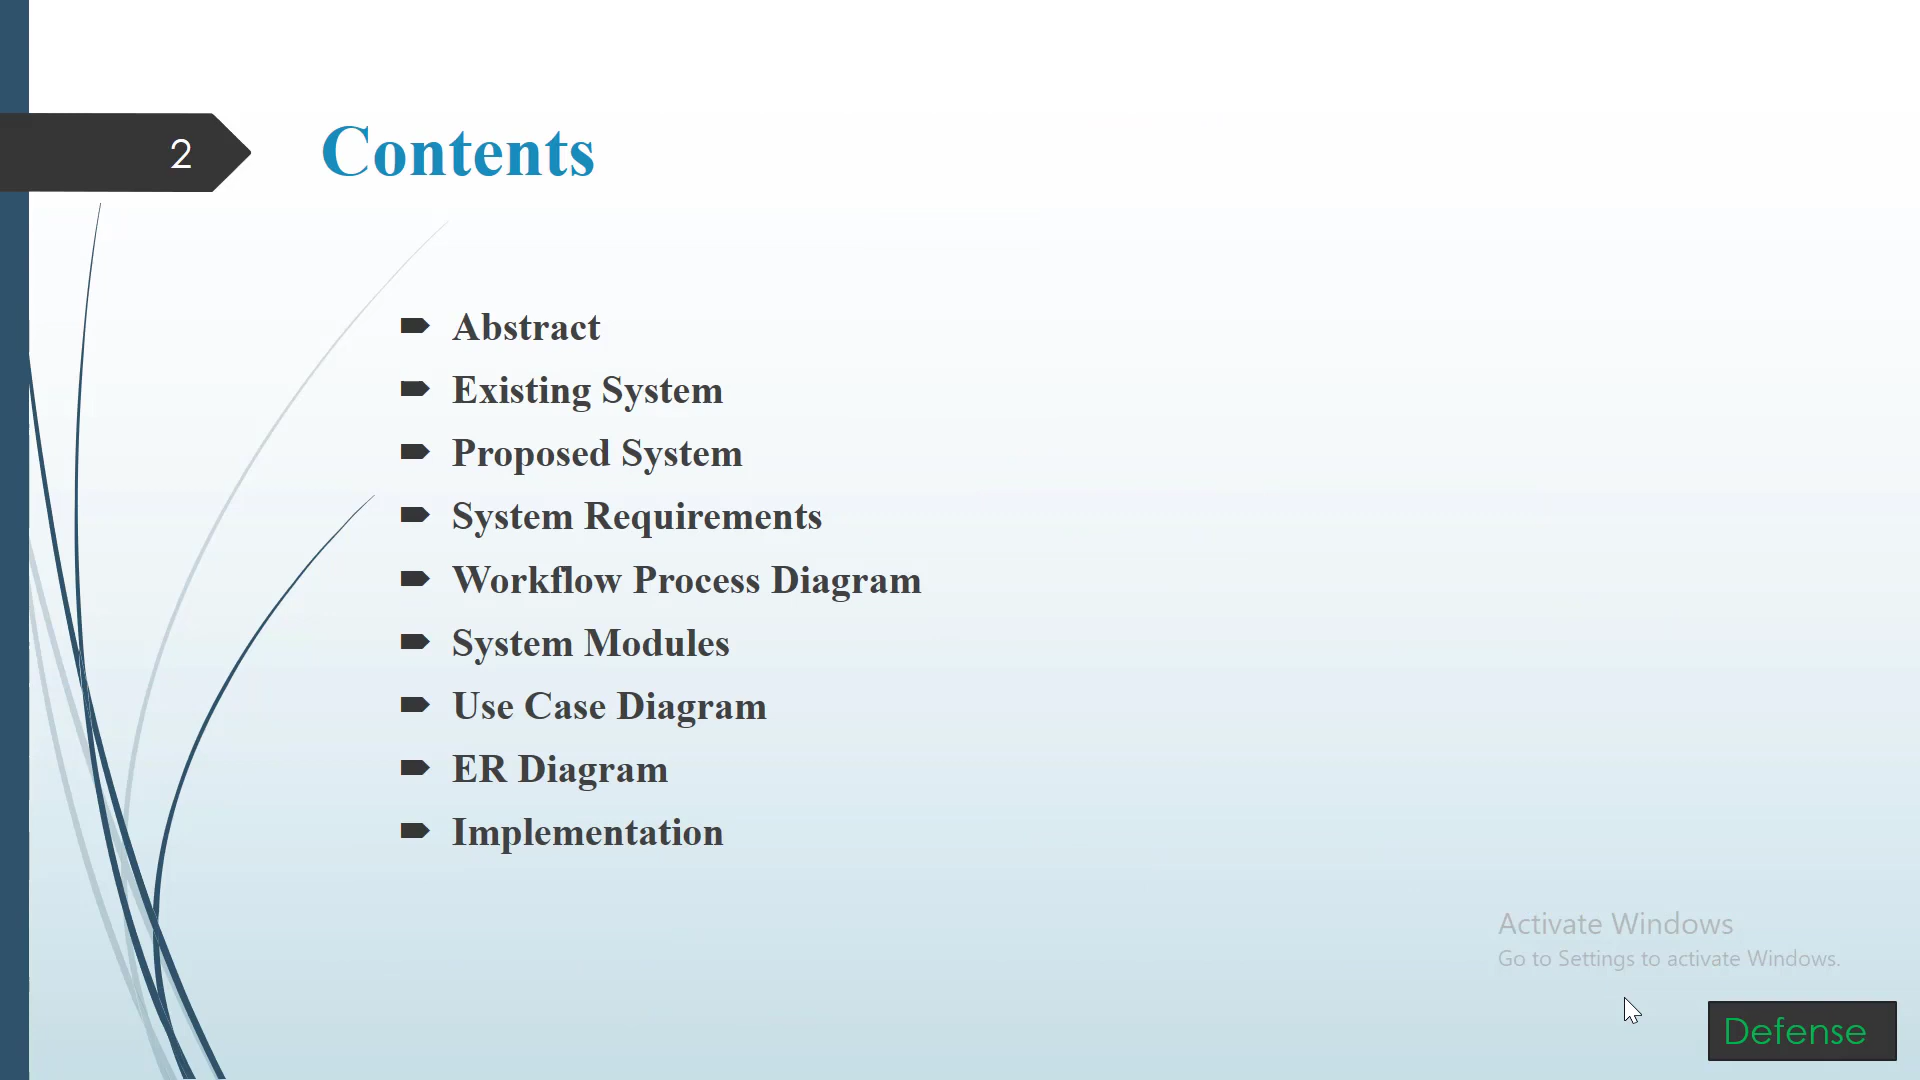 2
Contents
Abstract
Existing System
Proposed System
System Requirements
Workflow Process Diagram
System Modules
Use Case Diagram
ER Diagram
Implementation
Activate Windows
Go to Settings to activate Windows.
Defense